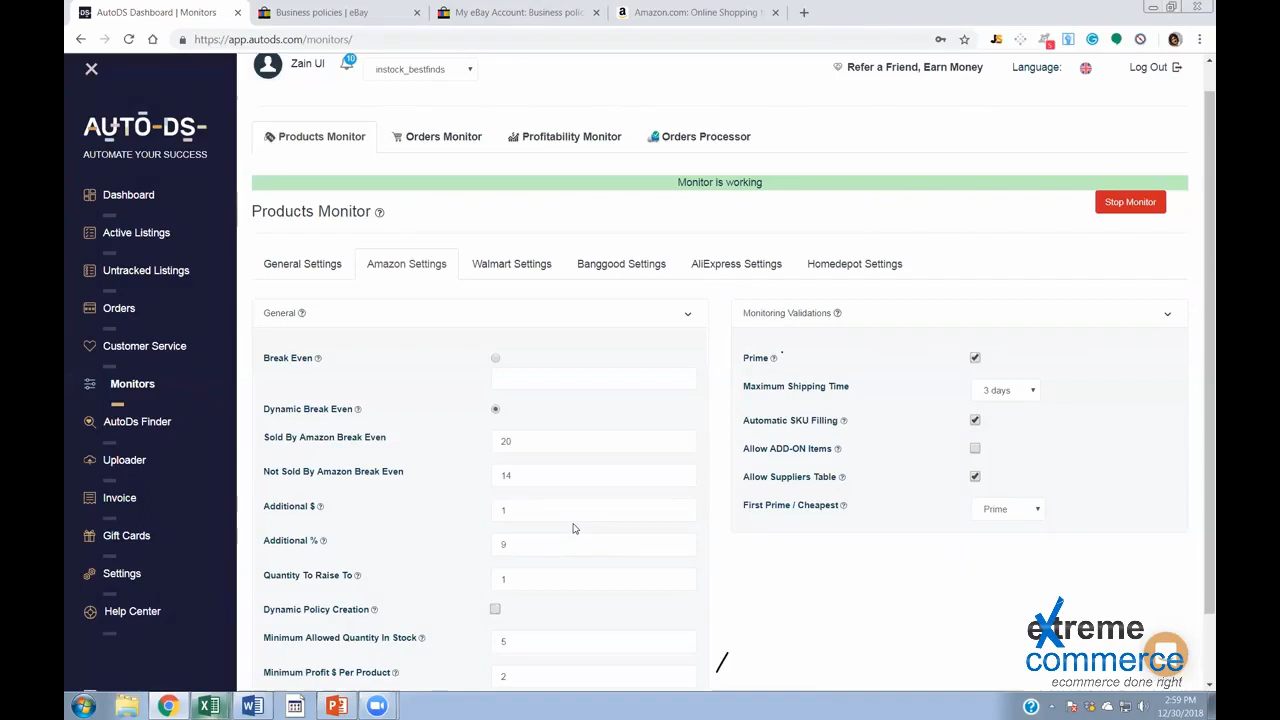 AutoDS Dashboard | Monitors
Business policies | eBay
My eBay Account: Business polic
Amazon.com: Online Shopping f
https://app.autods.com/monitors/
Zain Ul
10
instock_bestfinds
Refer a Friend, Earn Money
Language:
Log Out
AUTO-DS-
AUTOMATE YOUR SUCCESS
Dashboard
Active Listings
Untracked Listings
Orders
Customer Service
Monitors
AutoDs Finder
Uploader
Invoice
Gift Cards
Settings
Help Center
Products Monitor
Orders Monitor
Profitability Monitor
Orders Processor
Monitor is working
Products Monitor
Stop Monitor
General Settings
Amazon Settings
Walmart Settings
Banggood Settings
AliExpress Settings
Homedepot Settings
General
Break Even
Dynamic Break Even
Sold By Amazon Break Even
20
Not Sold By Amazon Break Even
14
Additional $
1
Additional %
9
Quantity To Raise To
1
Dynamic Policy Creation
Minimum Allowed Quantity In Stock
5
Minimum Profit $ Per Product
2
Monitoring Validations
Prime
Maximum Shipping Time
3 days
Automatic SKU Filling
Allow ADD-ON Items
Allow Suppliers Table
First Prime / Cheapest
Prime
extreme
commerce
ecommerce done right
2:59 PM
12/30/2018